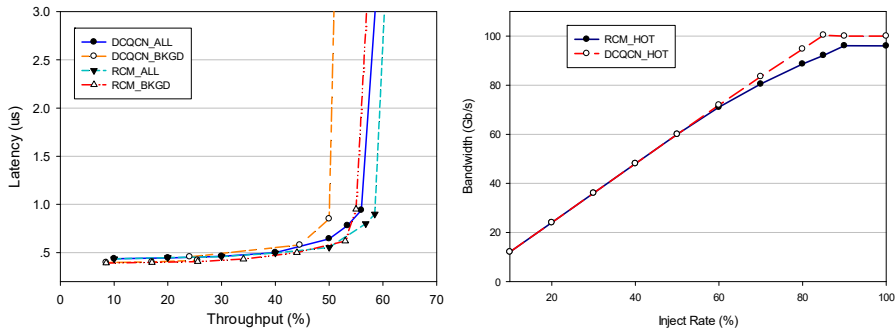 3.0
2.5
2.0
1.5
1.0
.5
Latency (us)
DCQCN_ALL
DCQCN_BKGD
RCM_ALL
RCM_BKGD
0 10 20 30 40 50 60 70
Throughput (%)
100
80
60
40
20
0
Bandwidth (Gb/s)
RCM_HOT
DCQCN_HOT
20 40 60 80 100
Inject Rate (%)